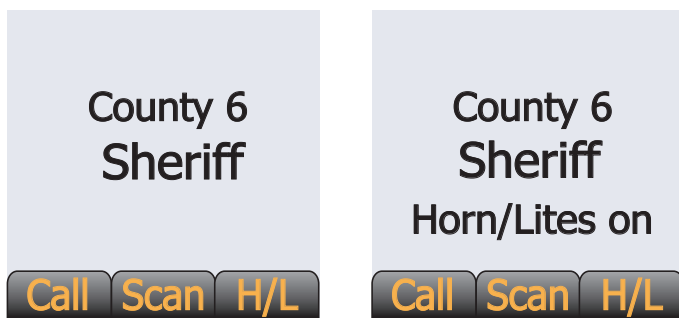 County 6
Sheriff
Call Scan H/L
County 6
Sheriff
Horn/Lites on
Call Scan H/L